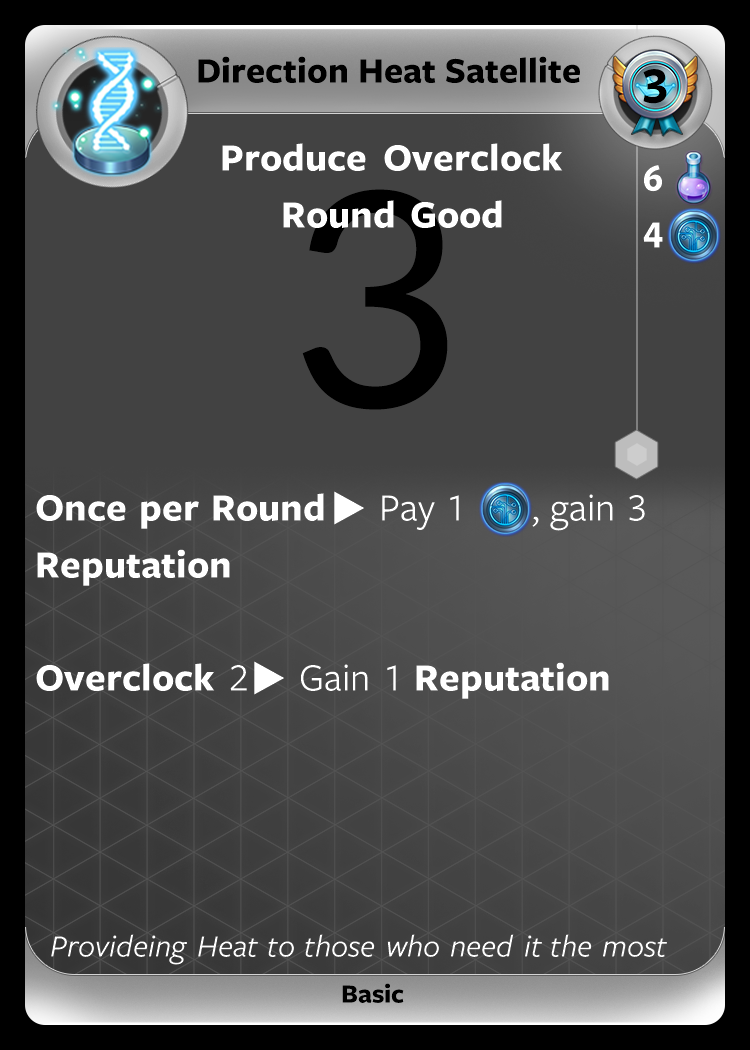 Direction Heat Satellite
3
Produce Overclock
Round Good
3
6
4
Once per Round▶ Pay 1 , gain 3
Reputation
Overclock 2▶ Gain 1 Reputation
Provideing Heat to those who need it the most
Basic